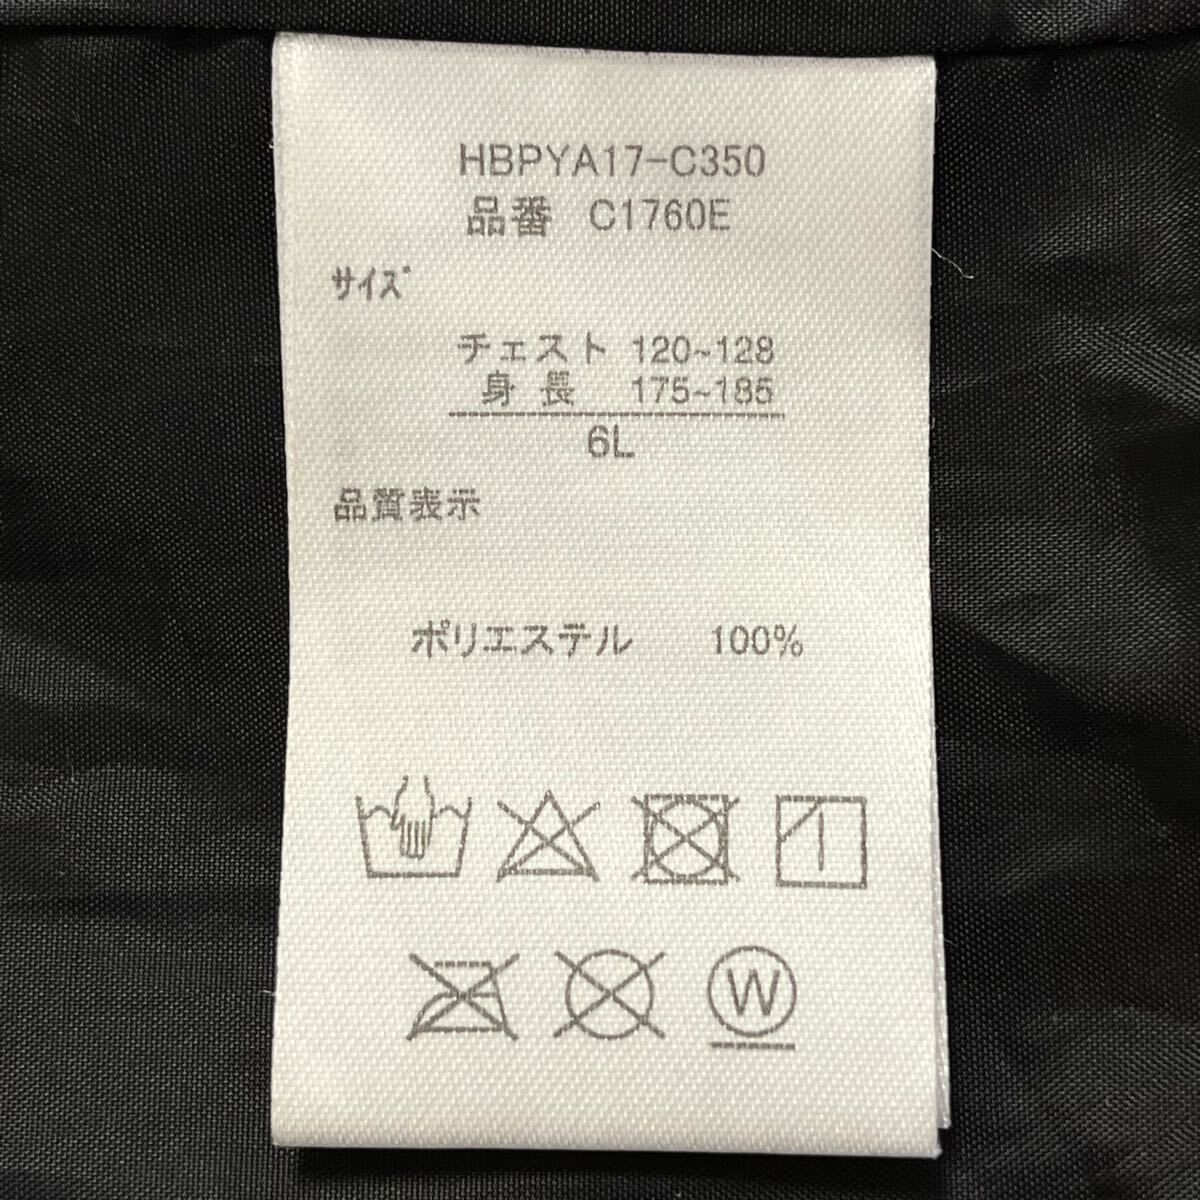 HBPYA17-C350
品番 C1760E
サイズ
チェスト 120~128
身長 175~185
6L
品質表示
ポリエステル 100%
W